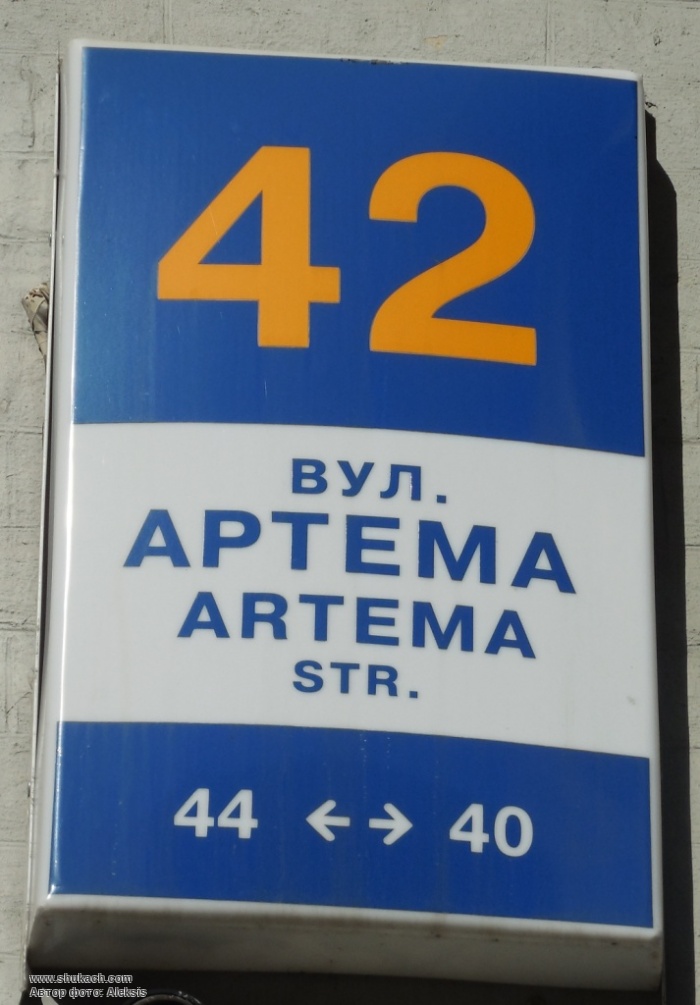 42
ВУЛ.
АРТЕМА
ARTEMA
STR.
44 ←→ 40
www.shukach.com
Автор фото: Aleksis